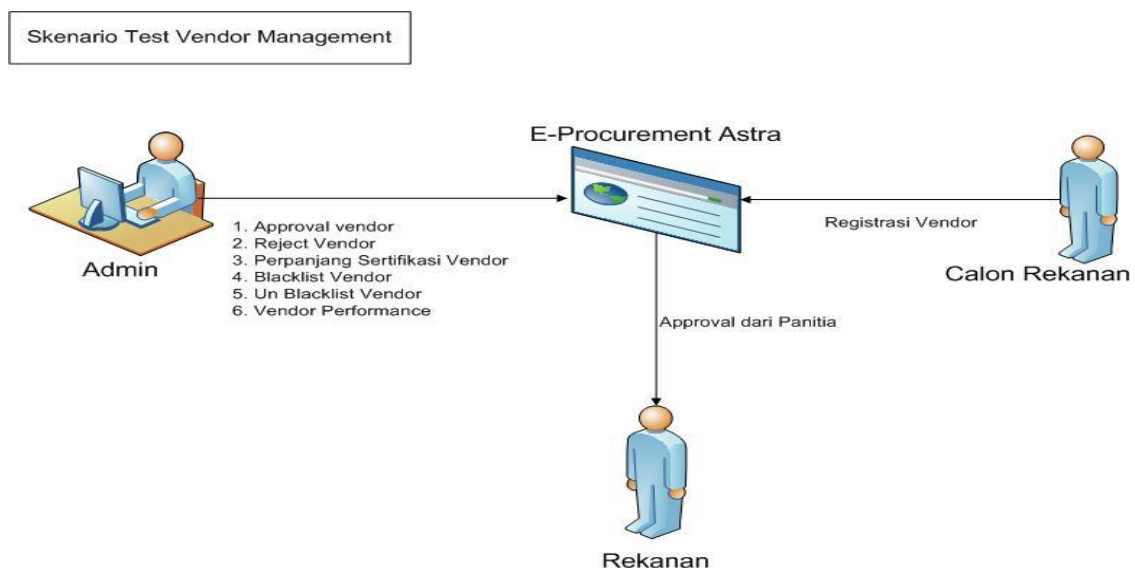 Skenario Test Vendor Management
E-Procurement Astra
Admin
1. Approval vendor
2. Reject Vendor
3. Perpanjang Sertifikasi Vendor
4. Blacklist Vendor
5. Un Blacklist Vendor
6. Vendor Performance
Registrasi Vendor
Calon Rekanan
Approval dari Panitia
Rekanan